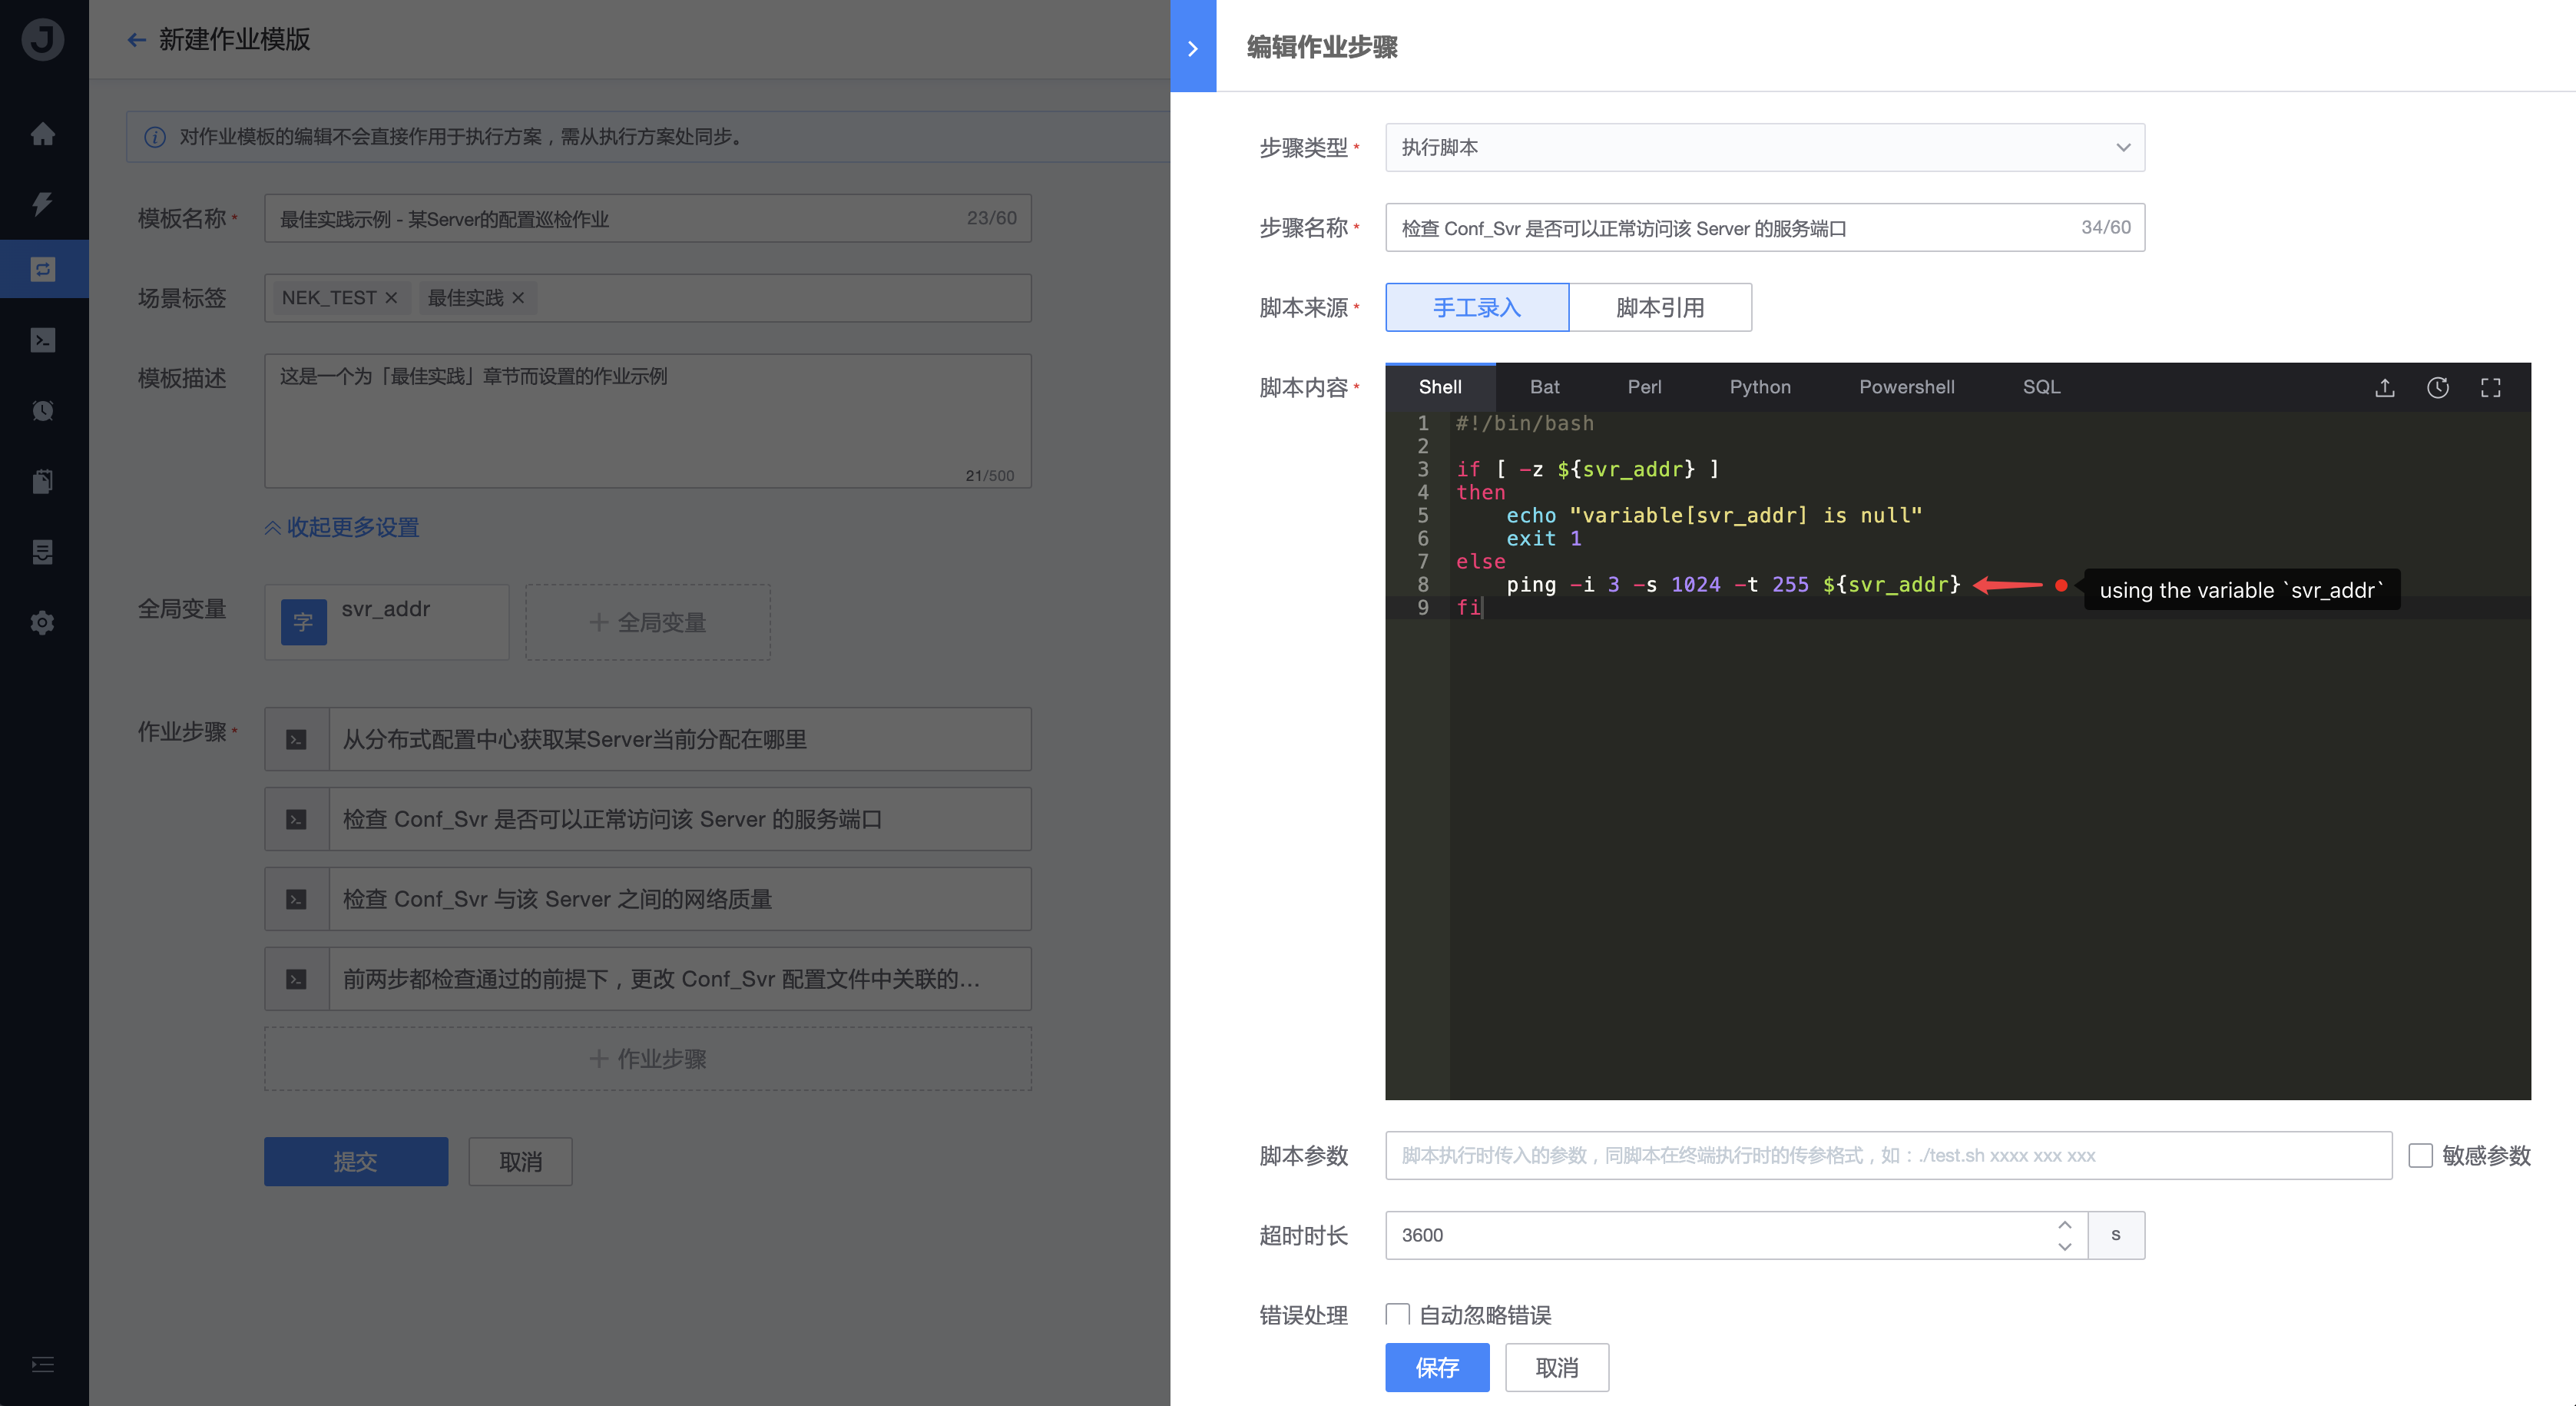 J
新建作业模版
对作业模板的编辑不会直接作用于执行方案，需从执行方案处同步。
模板名称 *
最佳实践示例 - 某Server的配置巡检作业
23/60
场景标签
NEK_TEST ✕ 最佳实践 ✕
模板描述
这是一个为「最佳实践」章节而设置的作业示例
21/500
收起更多设置
全局变量
字 svr_addr
+ 全局变量
作业步骤 *
从分布式配置中心获取某Server当前分配在哪里
检查 Conf_Svr 是否可以正常访问该 Server 的服务端口
检查 Conf_Svr 与该 Server 之间的网络质量
前两步都检查通过的前提下，更改 Conf_Svr 配置文件中关联的...
+ 作业步骤
提交 取消
编辑作业步骤
步骤类型 *
执行脚本
步骤名称 *
检查 Conf_Svr 是否可以正常访问该 Server 的服务端口
34/60
脚本来源 *
手工录入 脚本引用
脚本内容 *
Shell Bat Perl Python Powershell SQL
1 #!/bin/bash
2
3 if [ -z ${svr_addr} ]
4 then
5 echo "variable[svr_addr] is null"
6 exit 1
7 else
8 ping -i 3 -s 1024 -t 255 ${svr_addr}
using the variable `svr_addr`
9 fi
脚本参数
脚本执行时传入的参数，同脚本在终端执行时的传参格式，如：./test.sh xxxx xxx xxx
敏感参数
超时时长
3600
s
错误处理
自动忽略错误
保存 取消